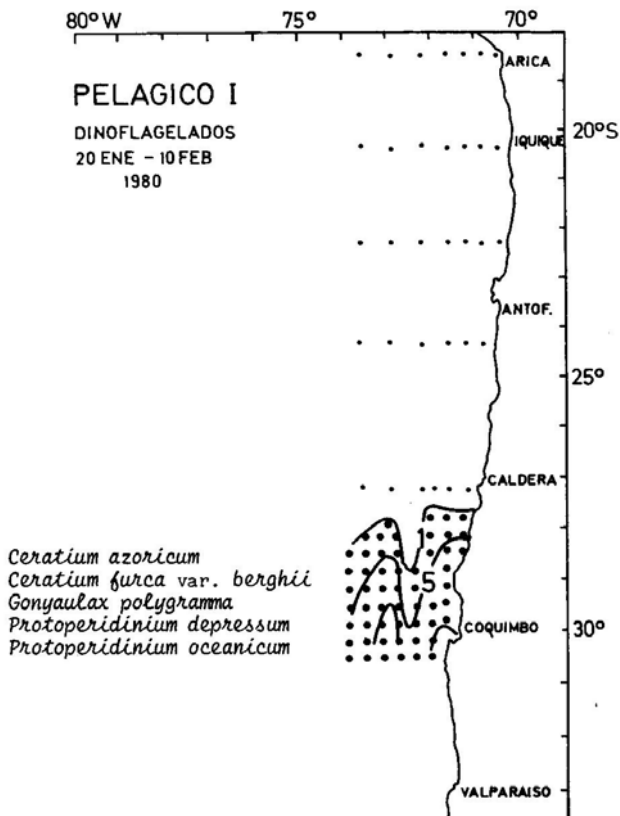 80°W 75° 70°
ARICA
PELAGICO I
DINOFLAGELADOS
20 ENE - 10 FEB
1980
20°S
IQUIQUE
ANTOF.
25°
CALDERA
1
5
Ceratium azoricum
Ceratium furca var. berghii
Gonyaulax polygramma
Protoperidinium depressum
Protoperidinium oceanicum
COQUIMBO
30°
VALPARAISO